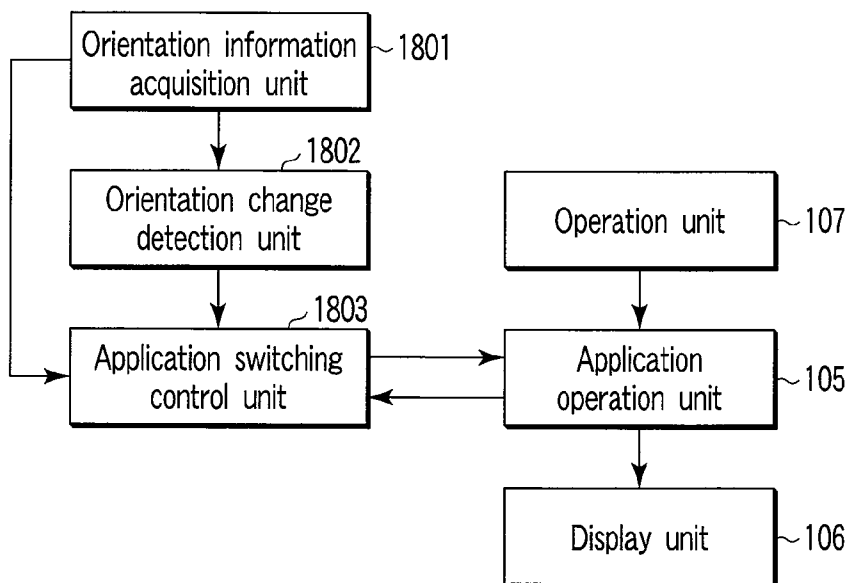 Orientation information
acquisition unit
1801
1802
Orientation change
detection unit
Operation unit
107
1803
Application switching
control unit
Application
operation unit
105
Display unit
106